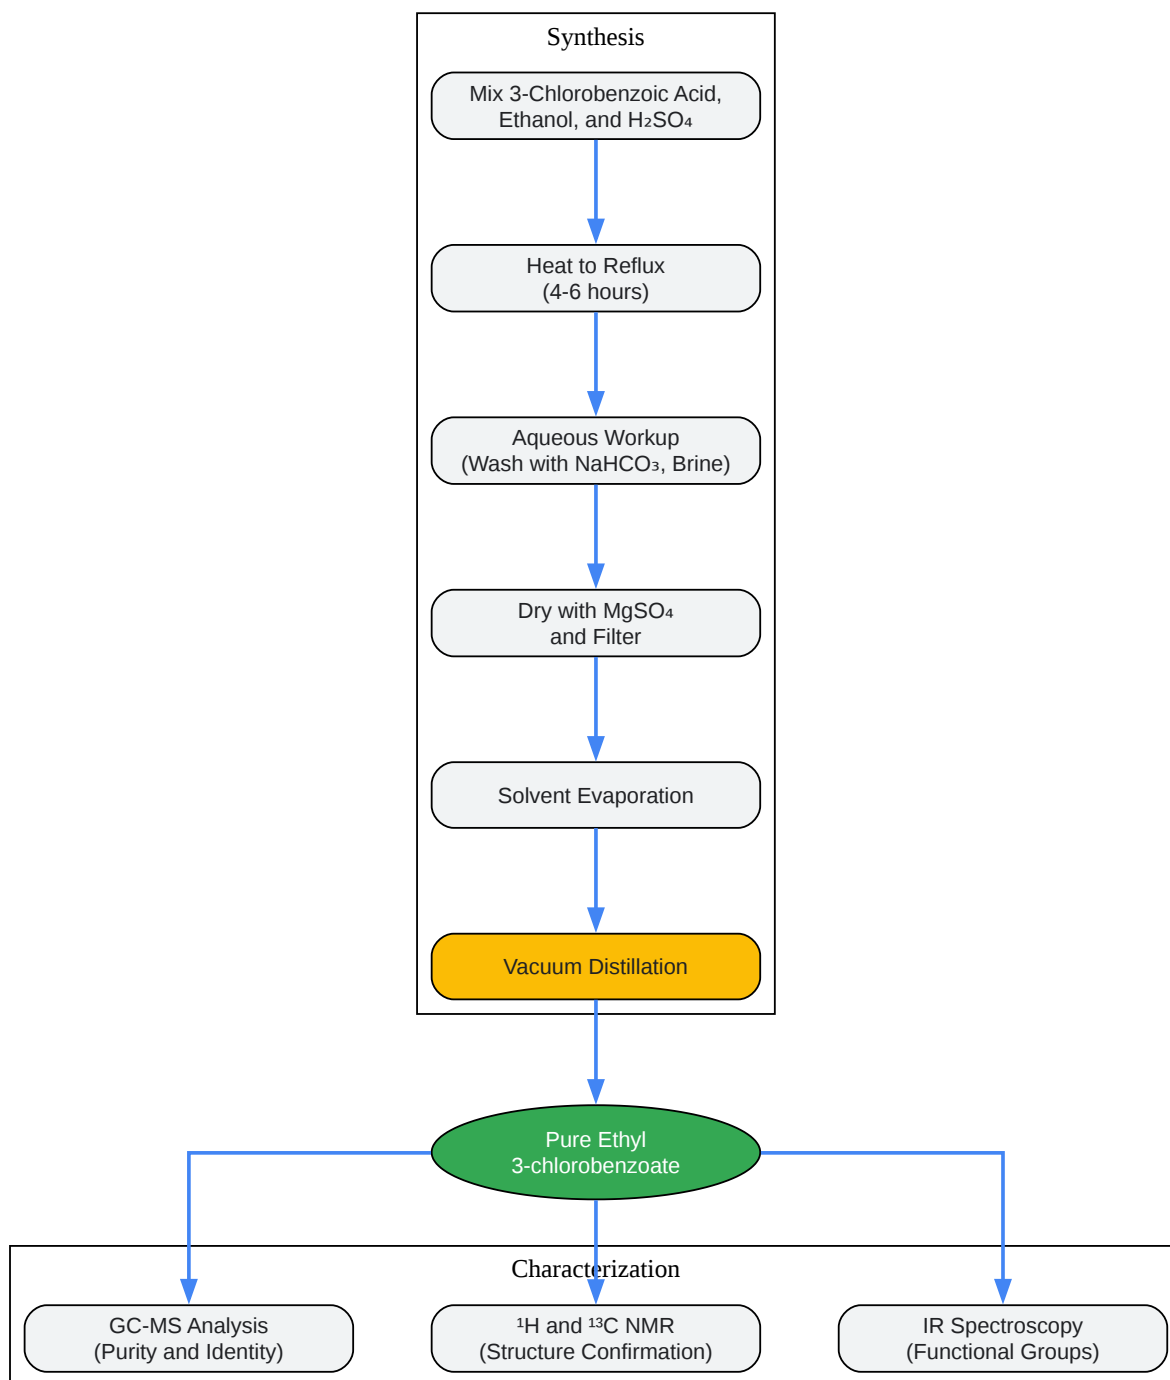 Synthesis
Mix 3-Chlorobenzoic Acid,
Ethanol, and H₂SO₄
Heat to Reflux
(4-6 hours)
Aqueous Workup
(Wash with NaHCO₃, Brine)
Dry with MgSO₄
and Filter
Solvent Evaporation
Vacuum Distillation
Pure Ethyl
3-chlorobenzoate
Characterization
GC-MS Analysis
(Purity and Identity)
¹H and ¹³C NMR
(Structure Confirmation)
IR Spectroscopy
(Functional Groups)